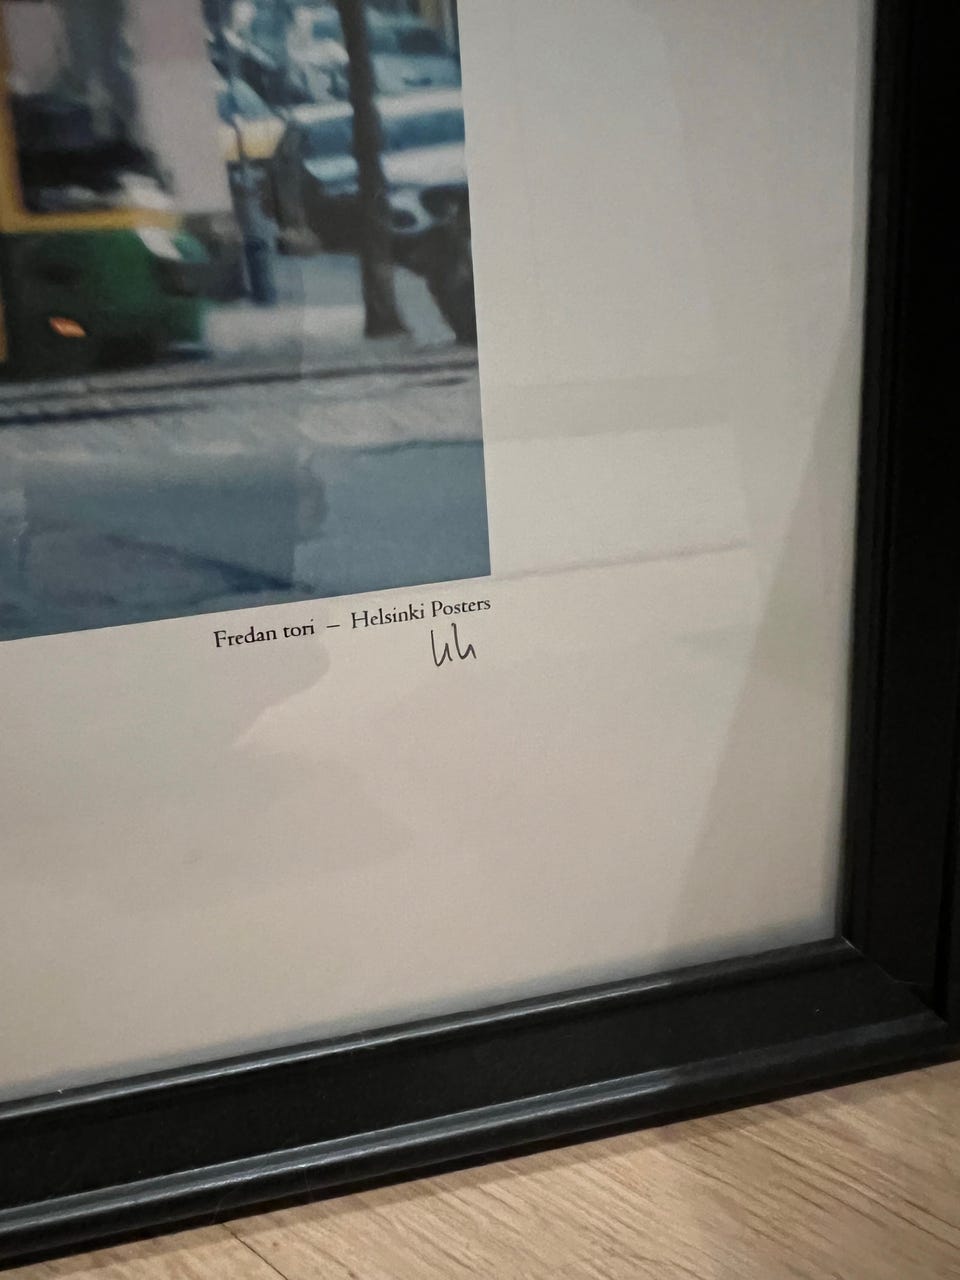 Fredan tori – Helsinki Posters